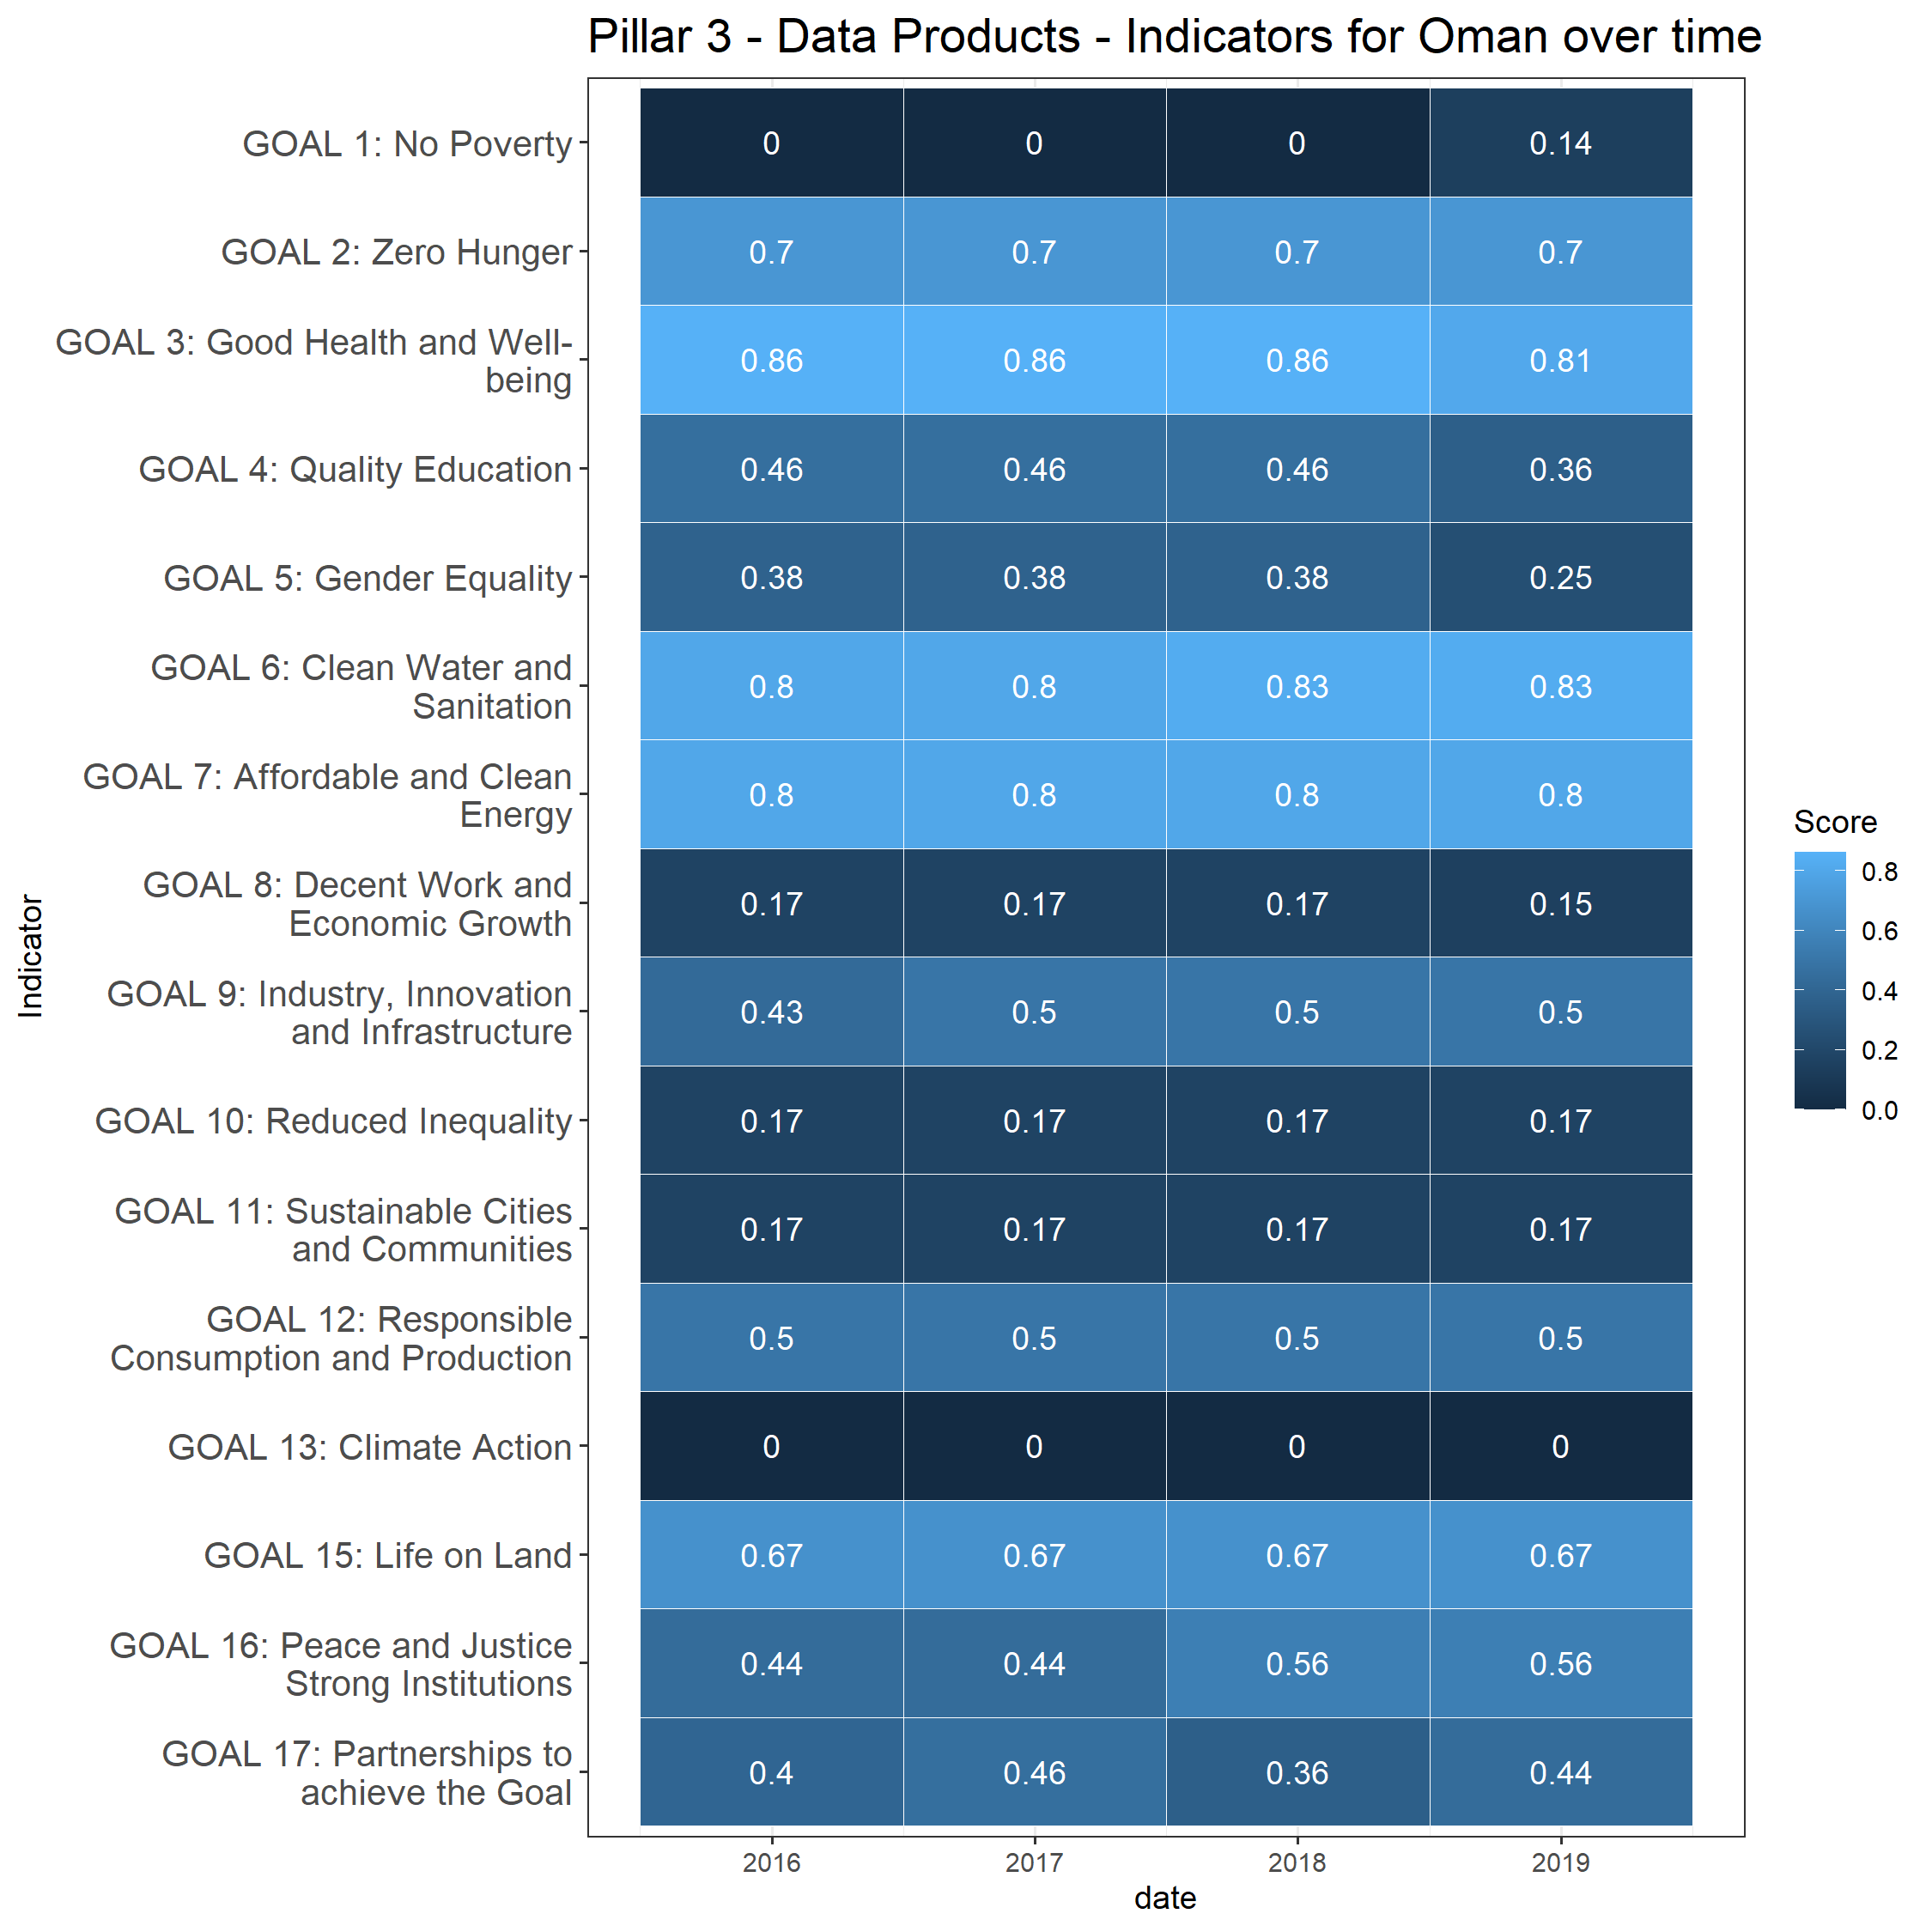 Pillar 3 - Data Products - Indicators for Oman over time
Indicator
GOAL 1: No Poverty
0 0 0 0.14
GOAL 2: Zero Hunger
0.7 0.7 0.7 0.7
GOAL 3: Good Health and Well-
being
0.86 0.86 0.86 0.81
GOAL 4: Quality Education
0.46 0.46 0.46 0.36
GOAL 5: Gender Equality
0.38 0.38 0.38 0.25
GOAL 6: Clean Water and
Sanitation
0.8 0.8 0.83 0.83
GOAL 7: Affordable and Clean
Energy
0.8 0.8 0.8 0.8
GOAL 8: Decent Work and
Economic Growth
0.17 0.17 0.17 0.15
GOAL 9: Industry, Innovation
and Infrastructure
0.43 0.5 0.5 0.5
GOAL 10: Reduced Inequality
0.17 0.17 0.17 0.17
GOAL 11: Sustainable Cities
and Communities
0.17 0.17 0.17 0.17
GOAL 12: Responsible
Consumption and Production
0.5 0.5 0.5 0.5
GOAL 13: Climate Action
0 0 0 0
GOAL 15: Life on Land
0.67 0.67 0.67 0.67
GOAL 16: Peace and Justice
Strong Institutions
0.44 0.44 0.56 0.56
GOAL 17: Partnerships to
achieve the Goal
0.4 0.46 0.36 0.44
2016 2017 2018 2019
date
Score
0.8
0.6
0.4
0.2
0.0